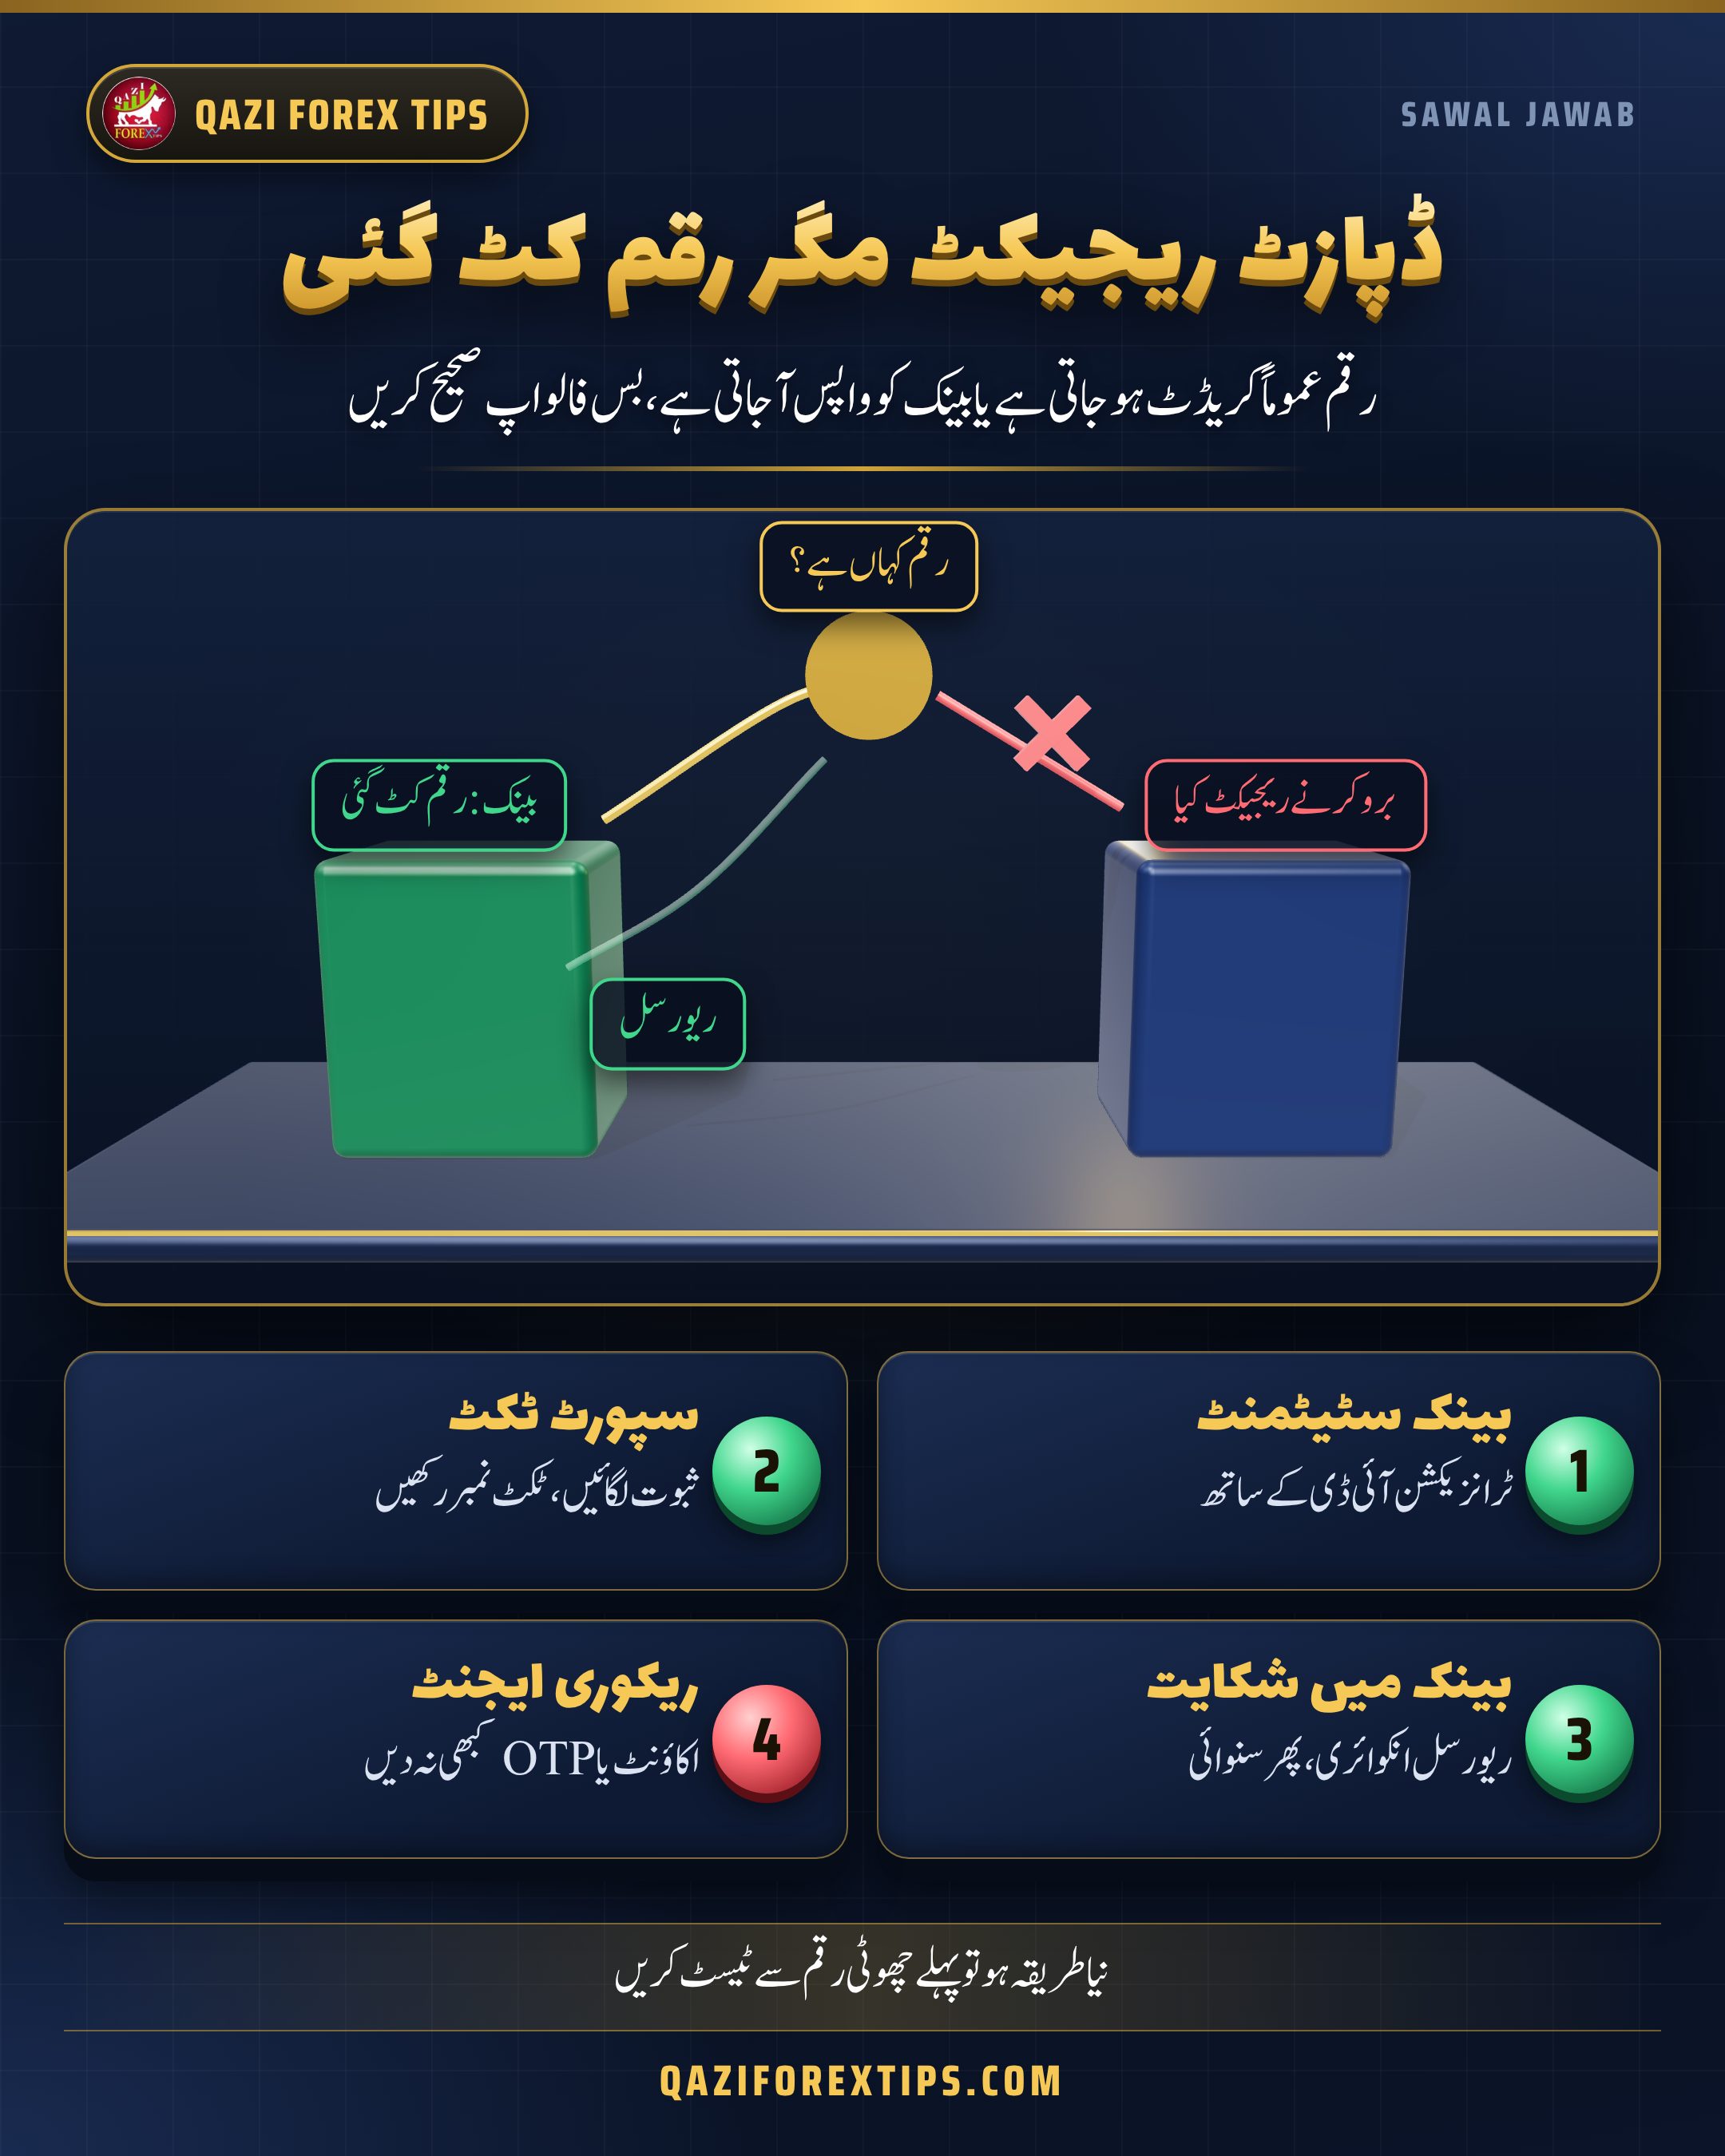 QAZI FOREX TIPS
SAWAL JAWAB
ڈپازٹ ریجیکٹ مگر رقم کٹ گئی
رقم عموماً کریڈٹ ہو جاتی ہے یا بینک کو واپس آ جاتی ہے، بس فالو اپ صحیح کریں
رقم کہاں ہے؟
بروکر نے ریجیکٹ کیا
بینک: رقم کٹ گئی
ریورسل
1
بینک سٹیٹمنٹ
ٹرانزیکشن آئی ڈی کے ساتھ
2
سپورٹ ٹکٹ
ثبوت لگائیں، ٹکٹ نمبر رکھیں
3
بینک میں شکایت
ریورسل انکوائری، پھر سنوائی
4
ریکوری ایجنٹ
اکاؤنٹ یا OTP کبھی نہ دیں
نیا طریقہ ہو تو پہلے چھوٹی رقم سے ٹیسٹ کریں
QAZIFOREXTIPS.COM